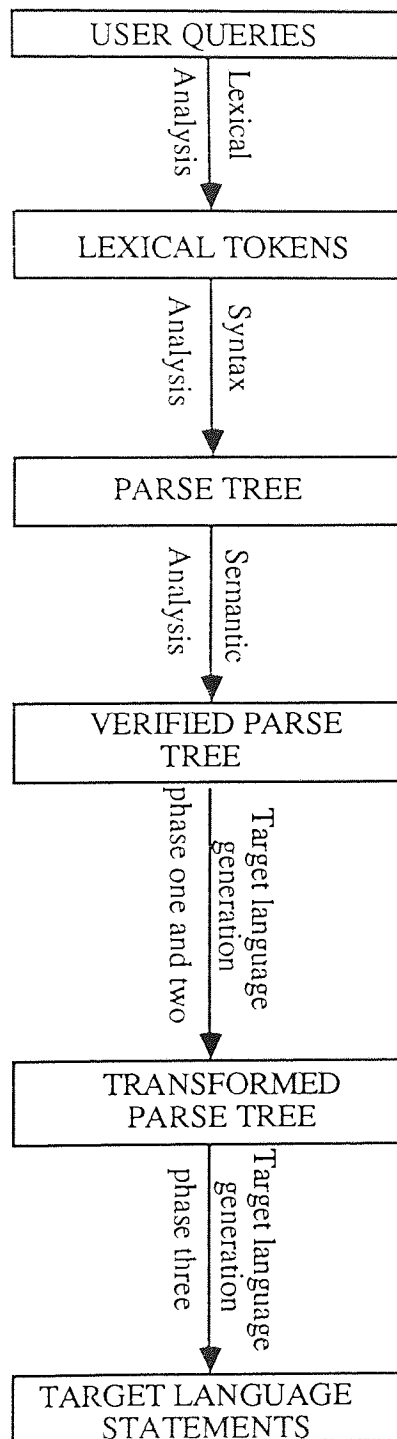 USER QUERIES
Lexical
Analysis
LEXICAL TOKENS
Syntax
Analysis
PARSE TREE
Semantic
Analysis
VERIFIED PARSE
TREE
Target language
generation
phase one and two
TRANSFORMED
PARSE TREE
Target language
generation
phase three
TARGET LANGUAGE
STATEMENTS